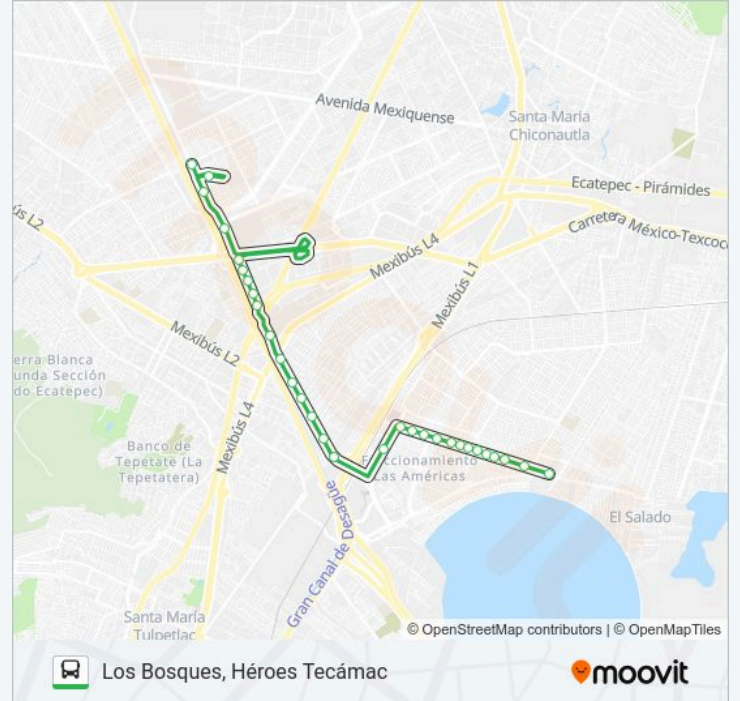 Avenida Mexiquense
Santa María
Chiconautla
Ecatepec - Pirámides
ús L2
Carretera México-Texcoco
Mexibús L4
Mexibús L1
Mexibús L2
erra Blanca
unda Sección
do Ecatepec)
Mexibús L4
Banco de
Tepetate (La
Tepetatera)
Fraccionamiento
Las Américas
Gran Canal de Desagüe
El Salado
Santa María
Tulpetlac
© OpenStreetMap contributors | © OpenMapTiles
Los Bosques, Héroes Tecámac
moovit